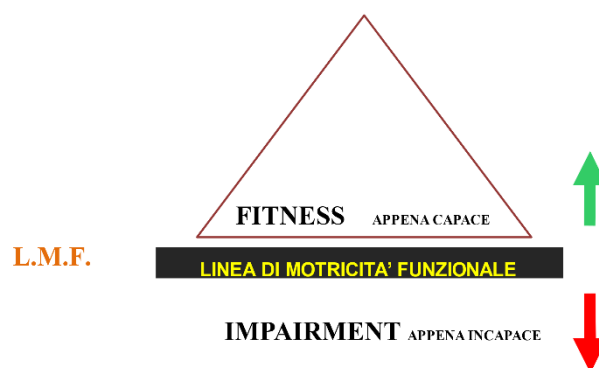 FITNESS APPENA CAPACE
L.M.F.
LINEA DI MOTRICITA’ FUNZIONALE
IMPAIRMENT APPENA INCAPACE